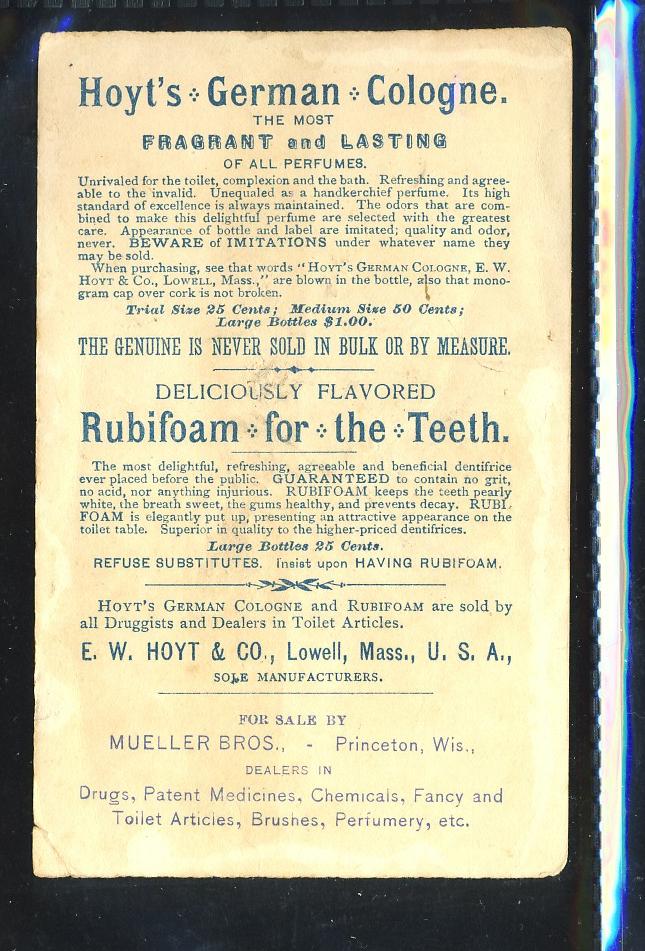 Hoyt's German Cologne.
THE MOST
FRAGRANT and LASTING
OF ALL PERFUMES.
Unrivaled for the toilet, complexion and the bath. Refreshing and agree-
able to the invalid. Unequaled as a handkerchief perfume. Its high
standard of excellence is always maintained. The odors that are com-
bined to make this delightful perfume are selected with the greatest
care. Appearance of bottle and label are imitated; quality and odor,
never. BEWARE of IMITATIONS under whatever name they
may be sold.
When purchasing, see that words "HOYT'S GERMAN COLOGNE, E. W.
HOYT & CO., LOWELL, MASS.," are blown in the bottle, also that mono-
gram cap over cork is not broken.
Trial Size 25 Cents; Medium Size 50 Cents;
Large Bottles $1.00.
THE GENUINE IS NEVER SOLD IN BULK OR BY MEASURE.
DELICIOUSLY FLAVORED
Rubifoam for the Teeth.
The most delightful, refreshing, agreeable and beneficial dentifrice
ever placed before the public. GUARANTEED to contain no grit,
no acid, nor anything injurious. RUBIFOAM keeps the teeth pearly
white, the breath sweet, the gums healthy, and prevents decay. RUBI-
FOAM is elegantly put up, presenting an attractive appearance on the
toilet table. Superior in quality to the higher-priced dentifrices.
Large Bottles 25 Cents.
REFUSE SUBSTITUTES. Insist upon HAVING RUBIFOAM.
HOYT'S GERMAN COLOGNE and RUBIFOAM are sold by
all Druggists and Dealers in Toilet Articles.
E. W. HOYT & CO., Lowell, Mass., U. S. A.,
SOLE MANUFACTURERS.
FOR SALE BY
MUELLER BROS., - Princeton, Wis.,
DEALERS IN
Drugs, Patent Medicines, Chemicals, Fancy and
Toilet Articles, Brushes, Perfumery, etc.